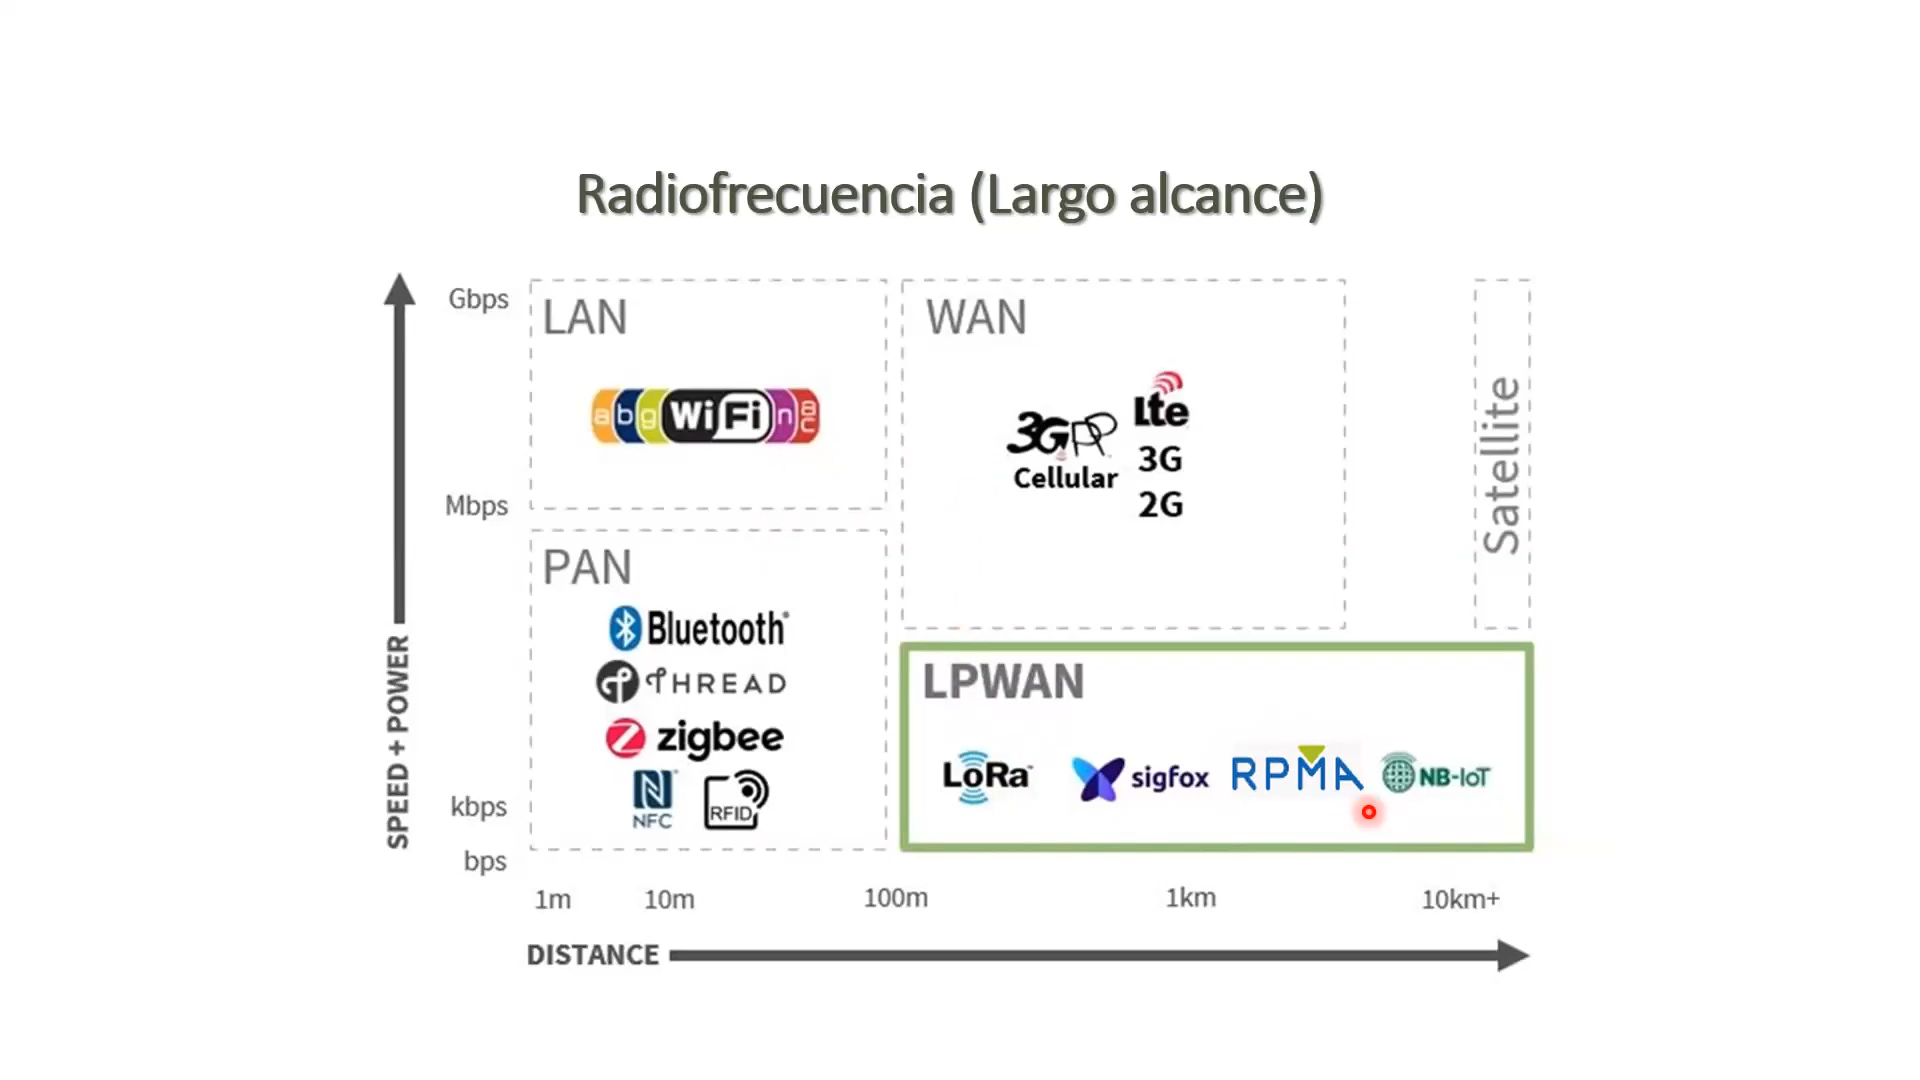 Radiofrecuencia (Largo alcance)
SPEED + POWER
Gbps
Mbps
kbps
bps
LAN
a b g WiFi n ac
PAN
Bluetooth
THREAD
zigbee
NFC
RFID
WAN
3GPP
Cellular
Lte
3G
2G
Satellite
LPWAN
LoRa™
sigfox
RPMA
NB-IoT
1m 10m 100m 1km 10km+
DISTANCE